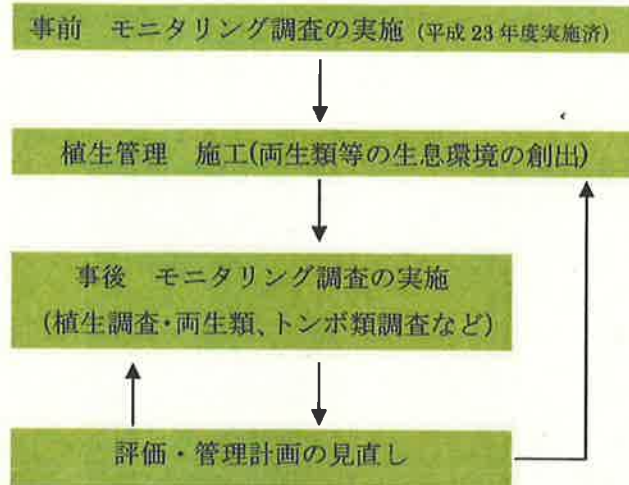 事前　モニタリング調査の実施（平成 23 年度実施済）
植生管理　施工(両生類等の生息環境の創出)
事後　モニタリング調査の実施
(植生調査・両生類、トンボ類調査など)
評価・管理計画の見直し